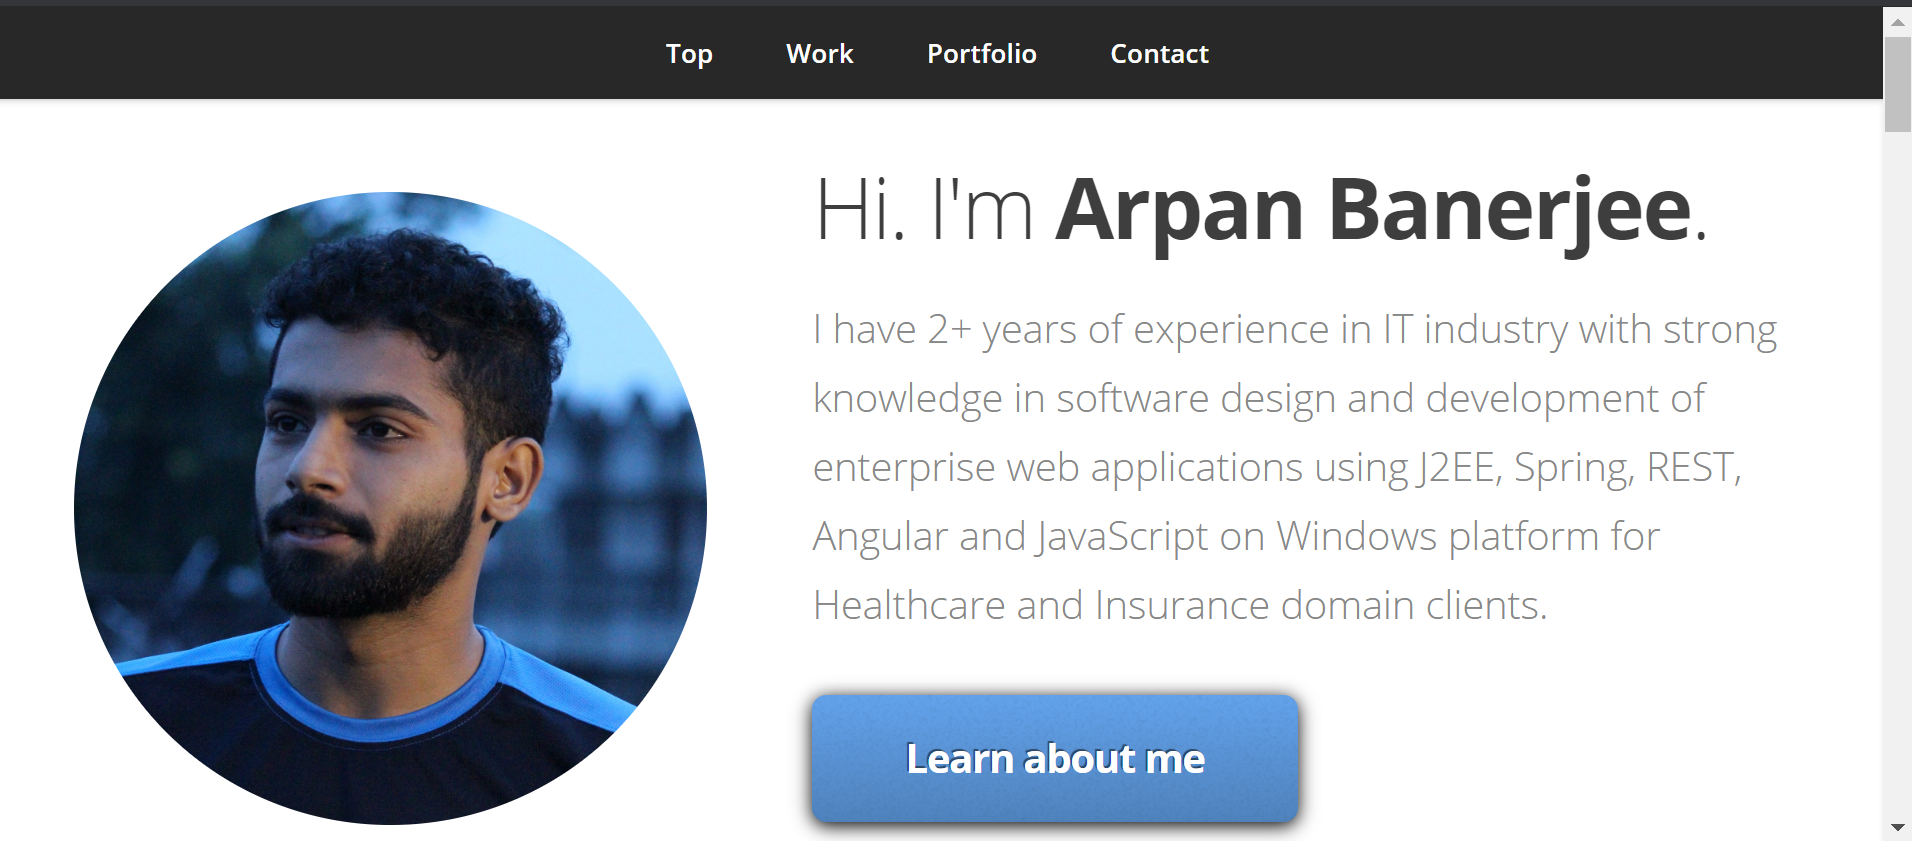 Top Work Portfolio Contact
Hi. I'm Arpan Banerjee.
I have 2+ years of experience in IT industry with strong
knowledge in software design and development of
enterprise web applications using J2EE, Spring, REST,
Angular and JavaScript on Windows platform for
Healthcare and Insurance domain clients.
Learn about me